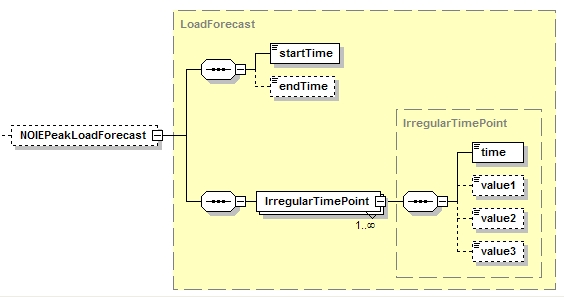 LoadForecast
startTime
endTime
NOIEPeakLoadForecast
IrregularTimePoint
time
IrregularTimePoint
value1
1..∞
value2
value3